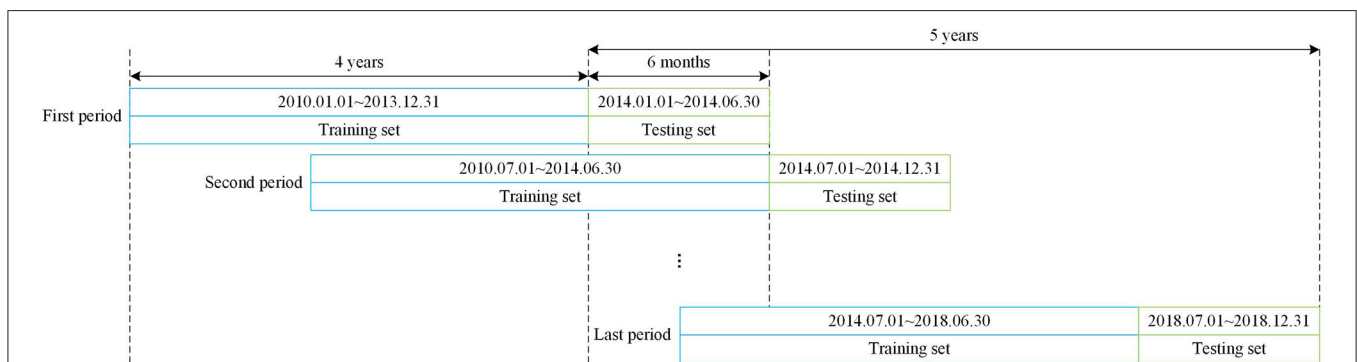 5 years
4 years
6 months
First period
2010.01.01~2013.12.31
2014.01.01~2014.06.30
Training set
Testing set
Second period
2010.07.01~2014.06.30
2014.07.01~2014.12.31
Training set
Testing set
⋮
Last period
2014.07.01~2018.06.30
2018.07.01~2018.12.31
Training set
Testing set